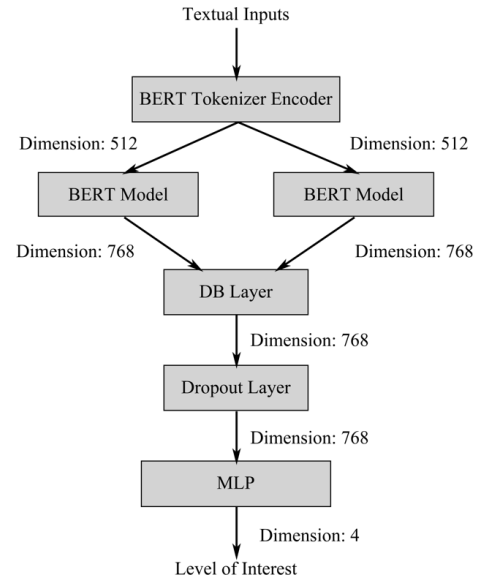 Textual Inputs
BERT Tokenizer Encoder
Dimension: 512
Dimension: 512
BERT Model
BERT Model
Dimension: 768
Dimension: 768
DB Layer
Dimension: 768
Dropout Layer
Dimension: 768
MLP
Dimension: 4
Level of Interest